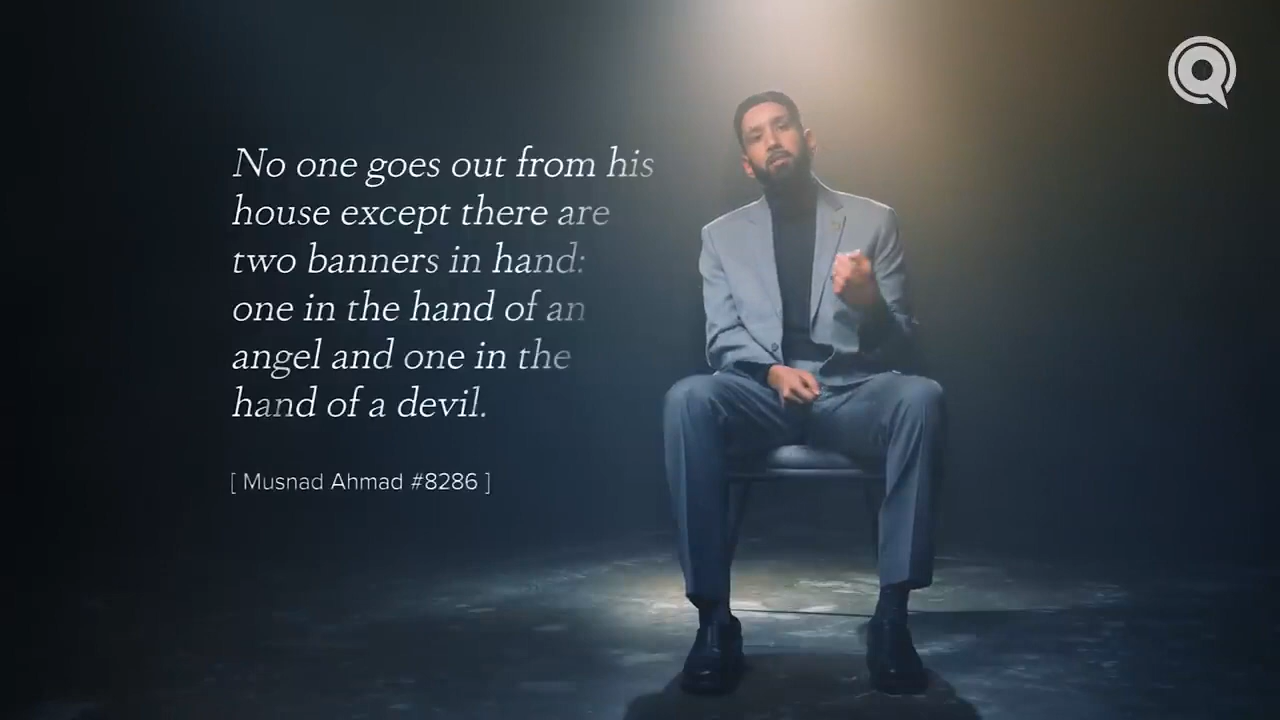 No one goes out from his
house except there are
two banners in hand:
one in the hand of an
angel and one in the
hand of a devil.
[ Musnad Ahmad #8286 ]